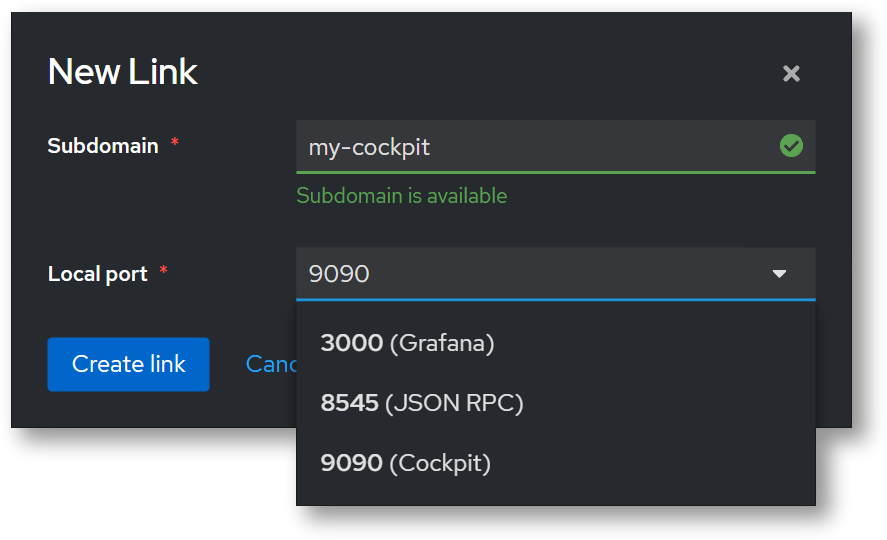 New Link
Subdomain *
my-cockpit
Subdomain is available
Local port *
9090
3000 (Grafana)
Create link
8545 (JSON RPC)
9090 (Cockpit)